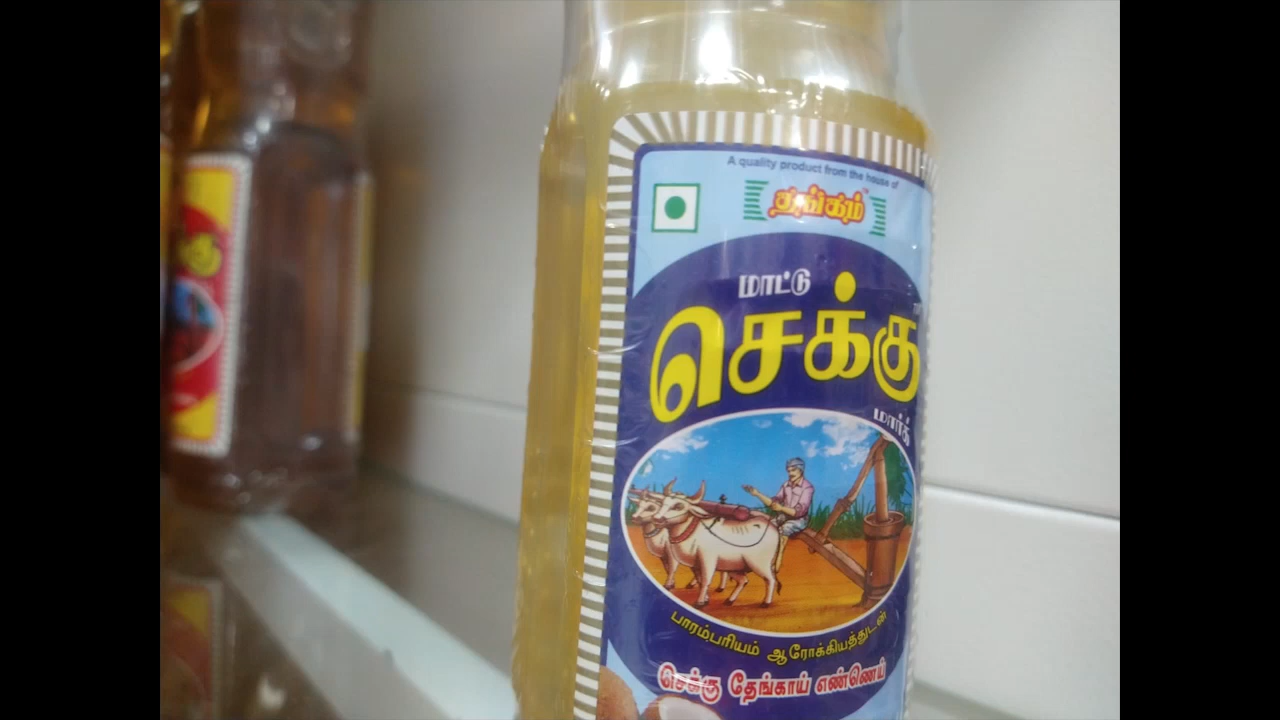 A quality product from the house of
தங்கம்
மாட்டு
செக்கு
மார்க்
பாரம்பரியம் ஆரோக்கியத்துடன்
செக்கு தேங்காய் எண்ணெய்